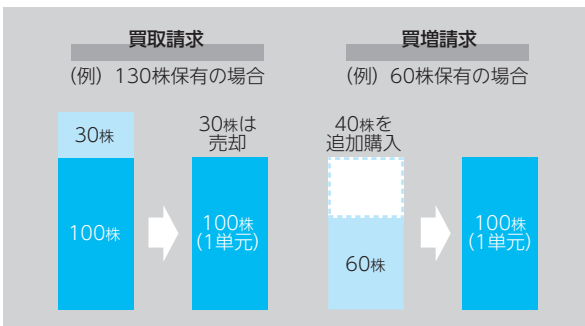 買取請求
(例) 130株保有の場合
30株
100株
30株は
売却
100株
(1単元)
買増請求
(例) 60株保有の場合
40株を
追加購入
60株
100株
(1単元)